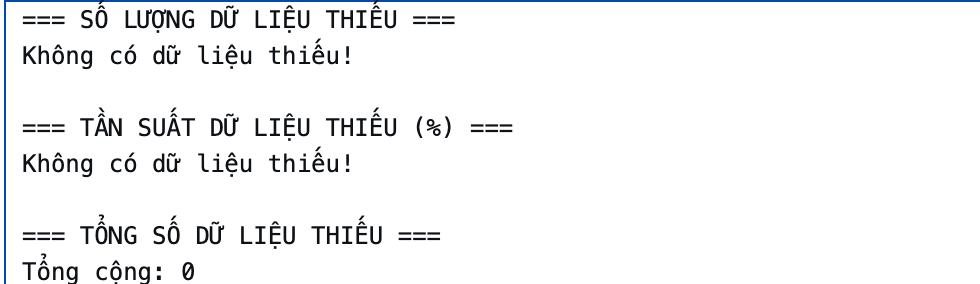 === SỐ LƯỢNG DỮ LIỆU THIẾU ===
Không có dữ liệu thiếu!
=== TẦN SUẤT DỮ LIỆU THIẾU (%) ===
Không có dữ liệu thiếu!
=== TỔNG SỐ DỮ LIỆU THIẾU ===
Tổng cộng: 0